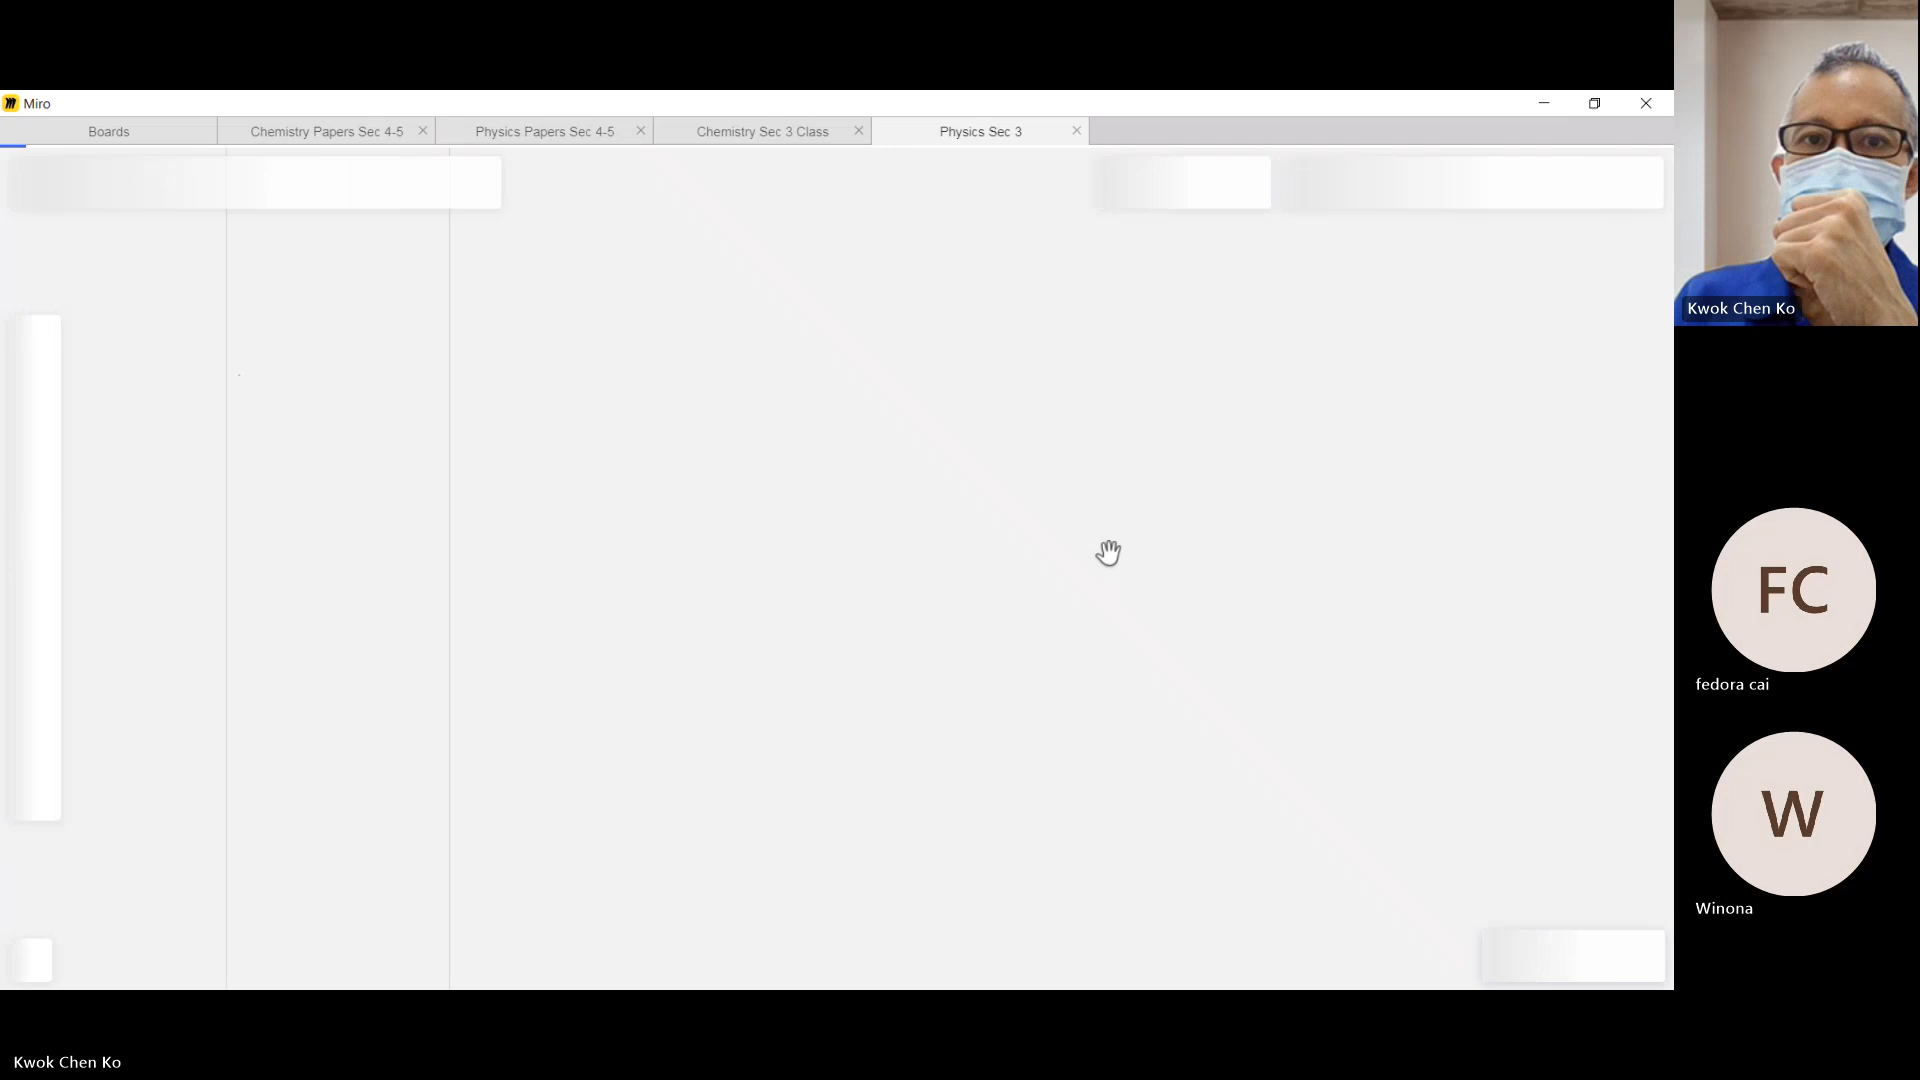 Miro
Boards
Chemistry Papers Sec 4-5
Physics Papers Sec 4-5
Chemistry Sec 3 Class
Physics Sec 3
Kwok Chen Ko
FC
fedora cai
W
Winona
Kwok Chen Ko